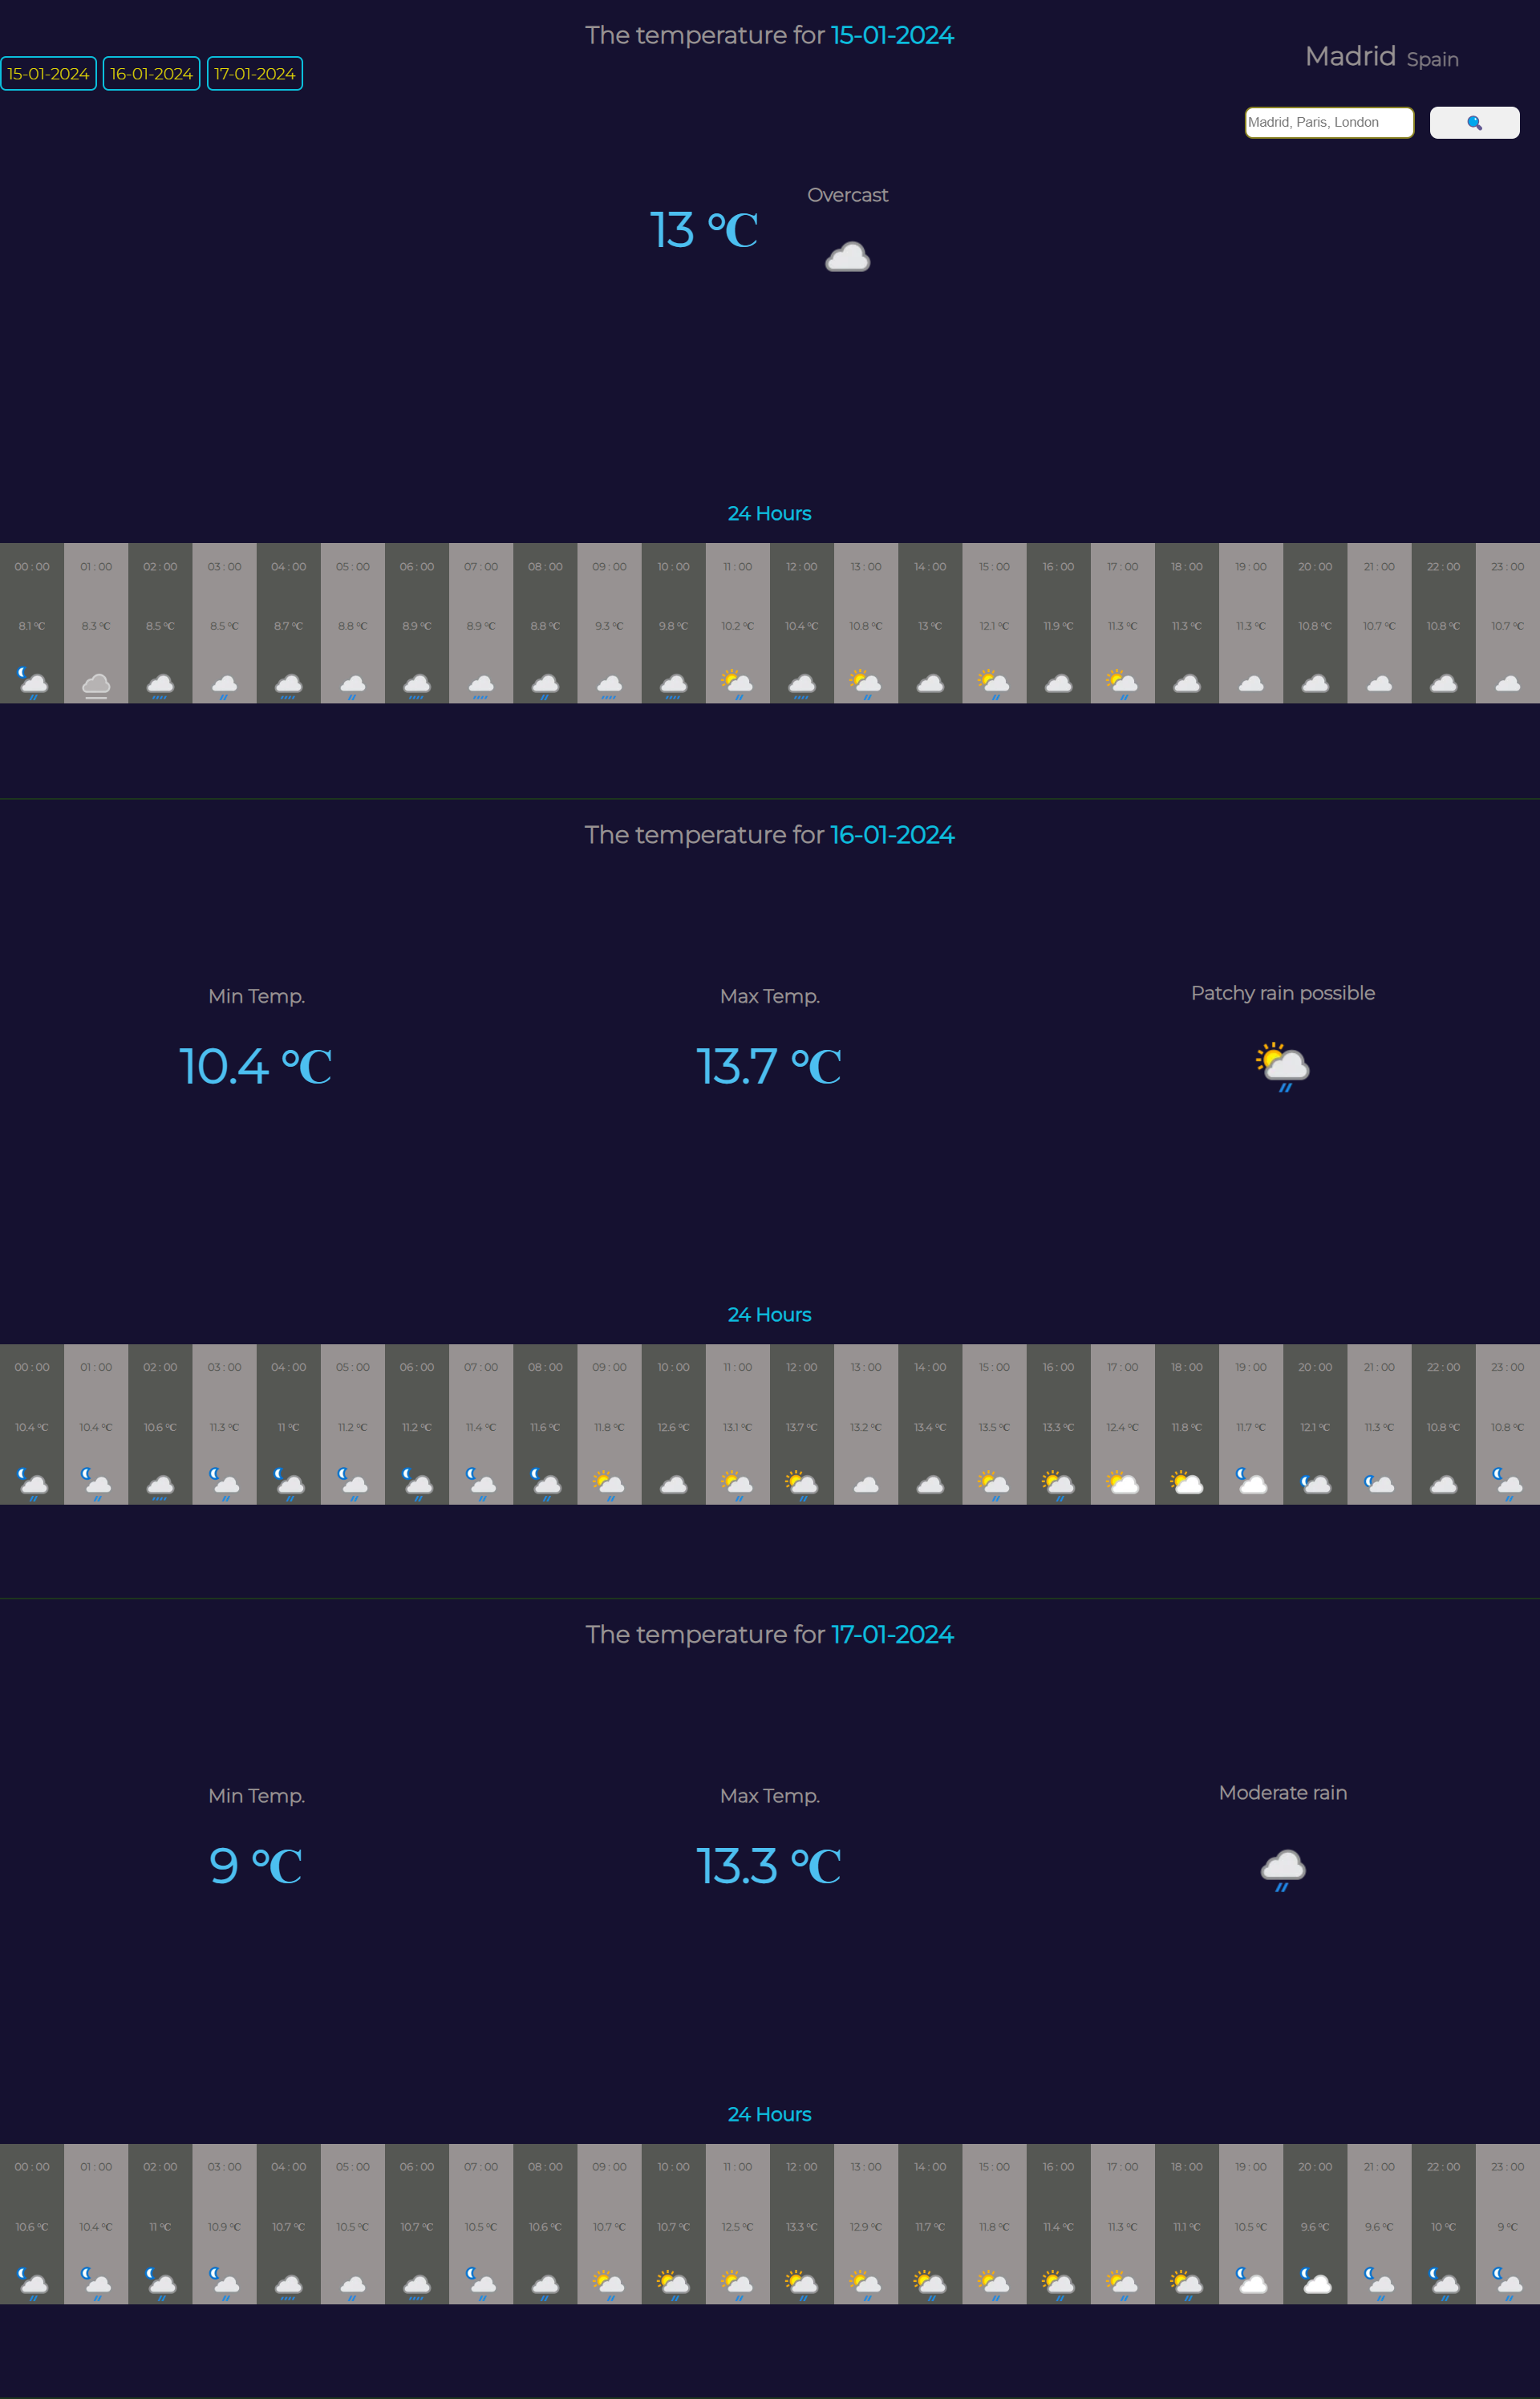 The temperature for 15-01-2024
Madrid Spain
15-01-2024 16-01-2024 17-01-2024
Madrid, Paris, London
Overcast
13 °C
24 Hours
00 : 00 01 : 00 02 : 00 03 : 00 04 : 00 05 : 00 06 : 00 07 : 00 08 : 00 09 : 00 10 : 00 11 : 00 12 : 00 13 : 00 14 : 00 15 : 00 16 : 00 17 : 00 18 : 00 19 : 00 20 : 00 21 : 00 22 : 00 23 : 00
8.1 °C 8.3 °C 8.5 °C 8.5 °C 8.7 °C 8.8 °C 8.9 °C 8.9 °C 8.8 °C 9.3 °C 9.8 °C 10.2 °C 10.4 °C 10.8 °C 13 °C 12.1 °C 11.9 °C 11.3 °C 11.3 °C 11.3 °C 10.8 °C 10.7 °C 10.8 °C 10.7 °C
The temperature for 16-01-2024
Min Temp. Max Temp. Patchy rain possible
10.4 °C 13.7 °C
24 Hours
00 : 00 01 : 00 02 : 00 03 : 00 04 : 00 05 : 00 06 : 00 07 : 00 08 : 00 09 : 00 10 : 00 11 : 00 12 : 00 13 : 00 14 : 00 15 : 00 16 : 00 17 : 00 18 : 00 19 : 00 20 : 00 21 : 00 22 : 00 23 : 00
10.4 °C 10.4 °C 10.6 °C 11.3 °C 11 °C 11.2 °C 11.2 °C 11.4 °C 11.6 °C 11.8 °C 12.6 °C 13.1 °C 13.7 °C 13.2 °C 13.4 °C 13.5 °C 13.3 °C 12.4 °C 11.8 °C 11.7 °C 12.1 °C 11.3 °C 10.8 °C 10.8 °C
The temperature for 17-01-2024
Min Temp. Max Temp. Moderate rain
9 °C 13.3 °C
24 Hours
00 : 00 01 : 00 02 : 00 03 : 00 04 : 00 05 : 00 06 : 00 07 : 00 08 : 00 09 : 00 10 : 00 11 : 00 12 : 00 13 : 00 14 : 00 15 : 00 16 : 00 17 : 00 18 : 00 19 : 00 20 : 00 21 : 00 22 : 00 23 : 00
10.6 °C 10.4 °C 11 °C 10.9 °C 10.7 °C 10.5 °C 10.7 °C 10.5 °C 10.6 °C 10.7 °C 10.7 °C 12.5 °C 13.3 °C 12.9 °C 11.7 °C 11.8 °C 11.4 °C 11.3 °C 11.1 °C 10.5 °C 9.6 °C 9.6 °C 10 °C 9 °C